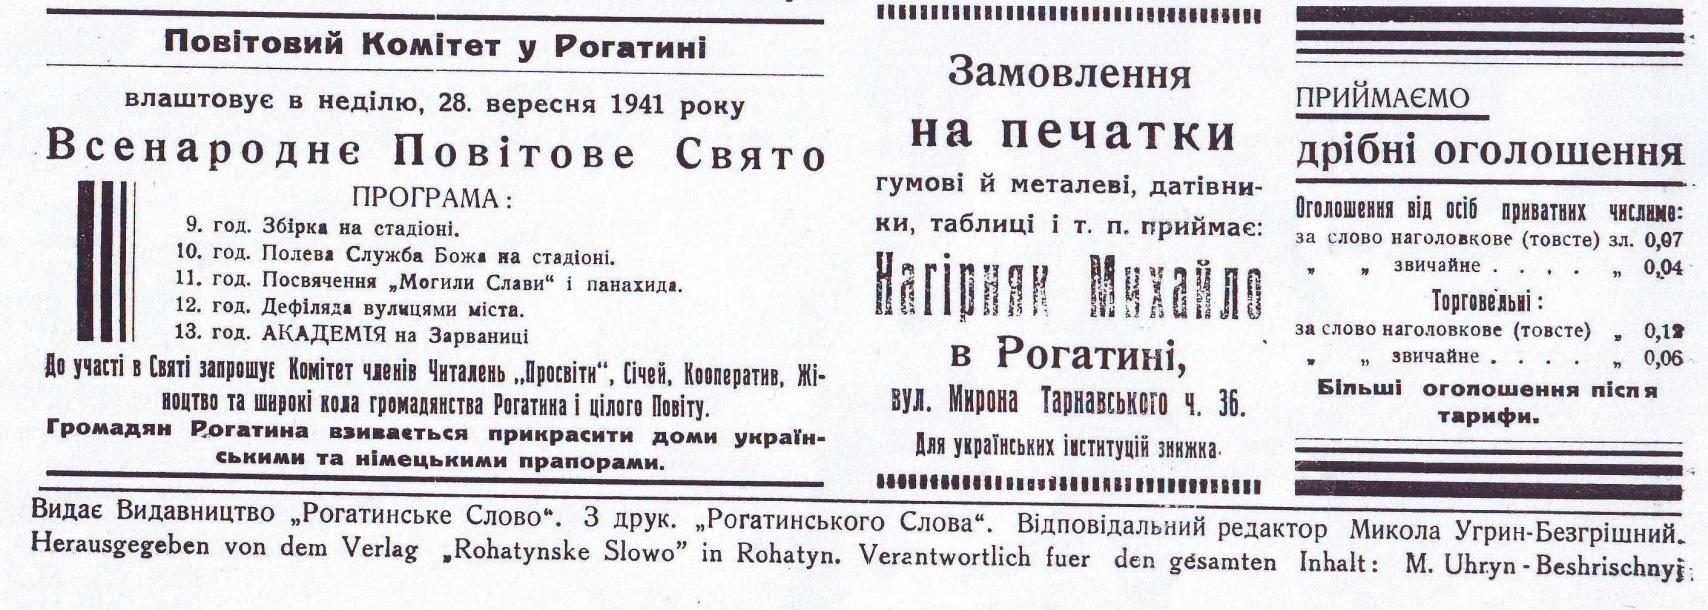 Повітовий Комітет у Рогатині
влаштовує в неділю, 28. вересня 1941 року
Всенароднє Повітове Свято
ПРОГРАМА:
9. год. Збірка на стадіоні.
10. год. Полева Служба Божа на стадіоні.
11. год. Посвячення „Могили Слави“ і панахида.
12. год. Дефіляда вулицями міста.
13. год. АКАДЕМІЯ на Зарваниці
До участі в Святі запрошує Комітет членів Читалень „Просвіти“, Січей, Кооператив, Жі-
ноцтво та широкі кола громадянства Рогатина і цілого Повіту.
Громадян Рогатина взивається прикрасити доми україн-
ськими та німецькими прапорами.
Замовлення
на печатки
гумові й металеві, датівни-
ки, таблиці і т. п. приймає:
Нагірняк Михайло
в Рогатині,
вул. Мирона Тарнавського ч. 36.
Для українських інституцій знижка.
ПРИЙМАЄМО
дрібні оголошення
Оголошення від осіб приватних числимо:
за слово наголовкове (товсте) зл. 0,07
„ „ звичайне . . . . „ 0,04
Торговельні :
за слово наголовкове (товсте) „ 0,12
„ „ звичайне . . . . „ 0,06
Більші оголошення після
тарифи.
Видає Видавництво „Рогатинське Слово“. З друк. „Рогатинського Слова“. Відповідальний редактор Микола Угрин-Безгрішний.
Herausgegeben von dem Verlag „Rohatynske Slowo” in Rohatyn. Verantwortlich fuer den gesamten Inhalt: M. Uhryn-Beshrischnyj.